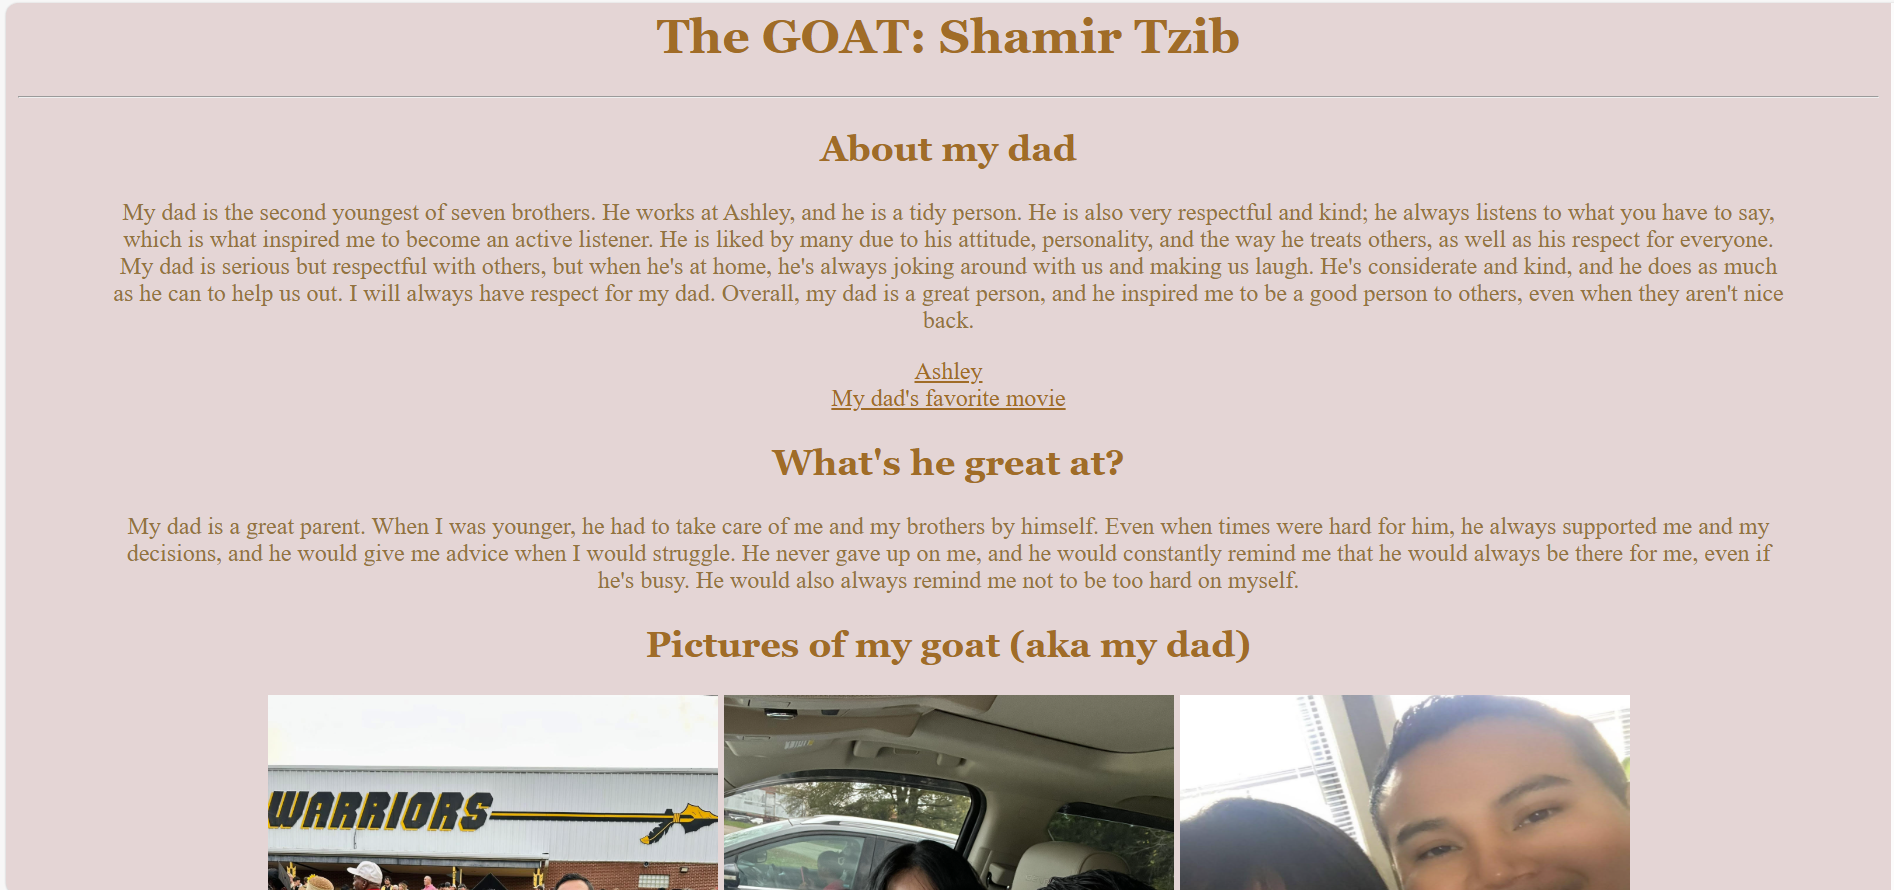 The GOAT: Shamir Tzib
About my dad
My dad is the second youngest of seven brothers. He works at Ashley, and he is a tidy person. He is also very respectful and kind; he always listens to what you have to say,
which is what inspired me to become an active listener. He is liked by many due to his attitude, personality, and the way he treats others, as well as his respect for everyone.
My dad is serious but respectful with others, but when he's at home, he's always joking around with us and making us laugh. He's considerate and kind, and he does as much
as he can to help us out. I will always have respect for my dad. Overall, my dad is a great person, and he inspired me to be a good person to others, even when they aren't nice
back.
Ashley
My dad's favorite movie
What's he great at?
My dad is a great parent. When I was younger, he had to take care of me and my brothers by himself. Even when times were hard for him, he always supported me and my
decisions, and he would give me advice when I would struggle. He never gave up on me, and he would constantly remind me that he would always be there for me, even if
he's busy. He would also always remind me not to be too hard on myself.
Pictures of my goat (aka my dad)
WARRIORS